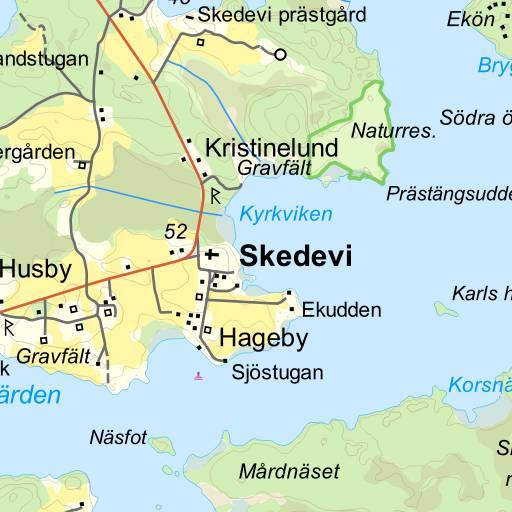 Skedevi prästgård
Ekön
andstugan
Bryg
Södra ö
Naturres.
ergården
Kristinelund
Gravfält
Prästängsudde
Kyrkviken
52
Skedevi
Husby
Karls h
Ekudden
Hageby
Gravfält
k
Sjöstugan
ärden
Korsnä
Näsfot
Mårdnäset